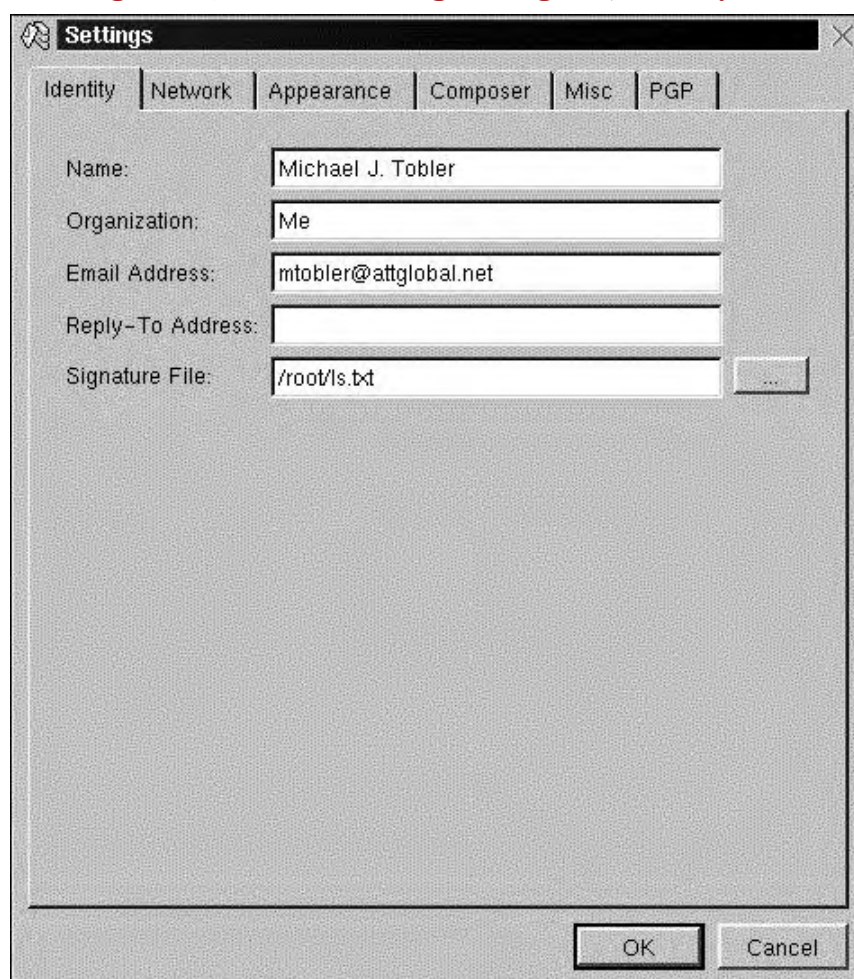 Settings
Identity Network Appearance Composer Misc PGP
Name: Michael J. Tobler
Organization: Me
Email Address: mtobler@attglobal.net
Reply-To Address:
Signature File: /root/ls.txt ...
OK Cancel